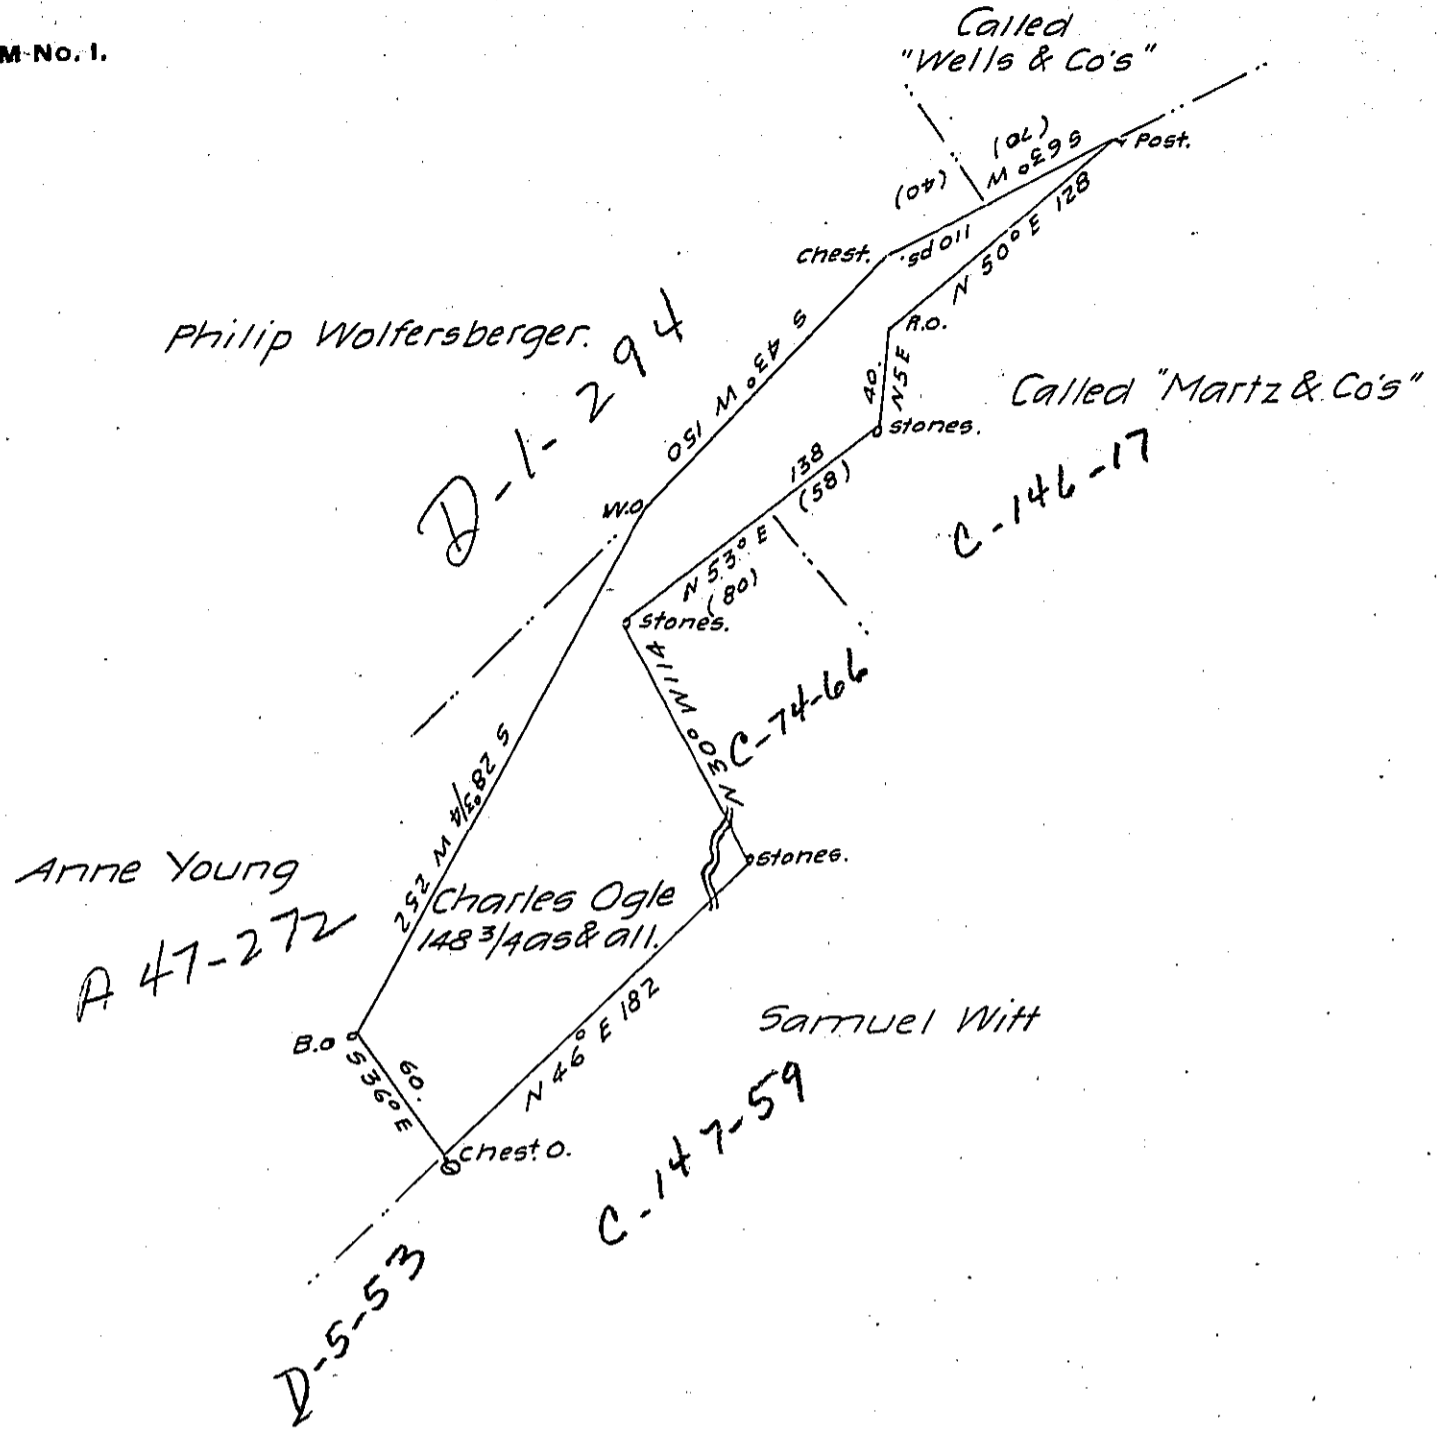 M-No. 1.
Called
"Wells & Co's"
(70)
S 63° W
Post.
(40)
110 ps.
N 50° E 128
Chest.
R.O.
Philip Wolfersberger.
D-1-294
S 43° W 150
40.
N 5 E
Called "Martz & Co's"
stones.
C-146-17
138
(58)
W.O
N 53° E
(80)
stones.
N 30° W 114
C-74-66
S 28°3/4 W 252
stones.
Anne Young
A 47-272
Charles Ogle
148 3/4 as & all.
Samuel Witt
N 46° E 182
B.O
60.
S 36° E
Chest. O.
C-147-59
D-5-53